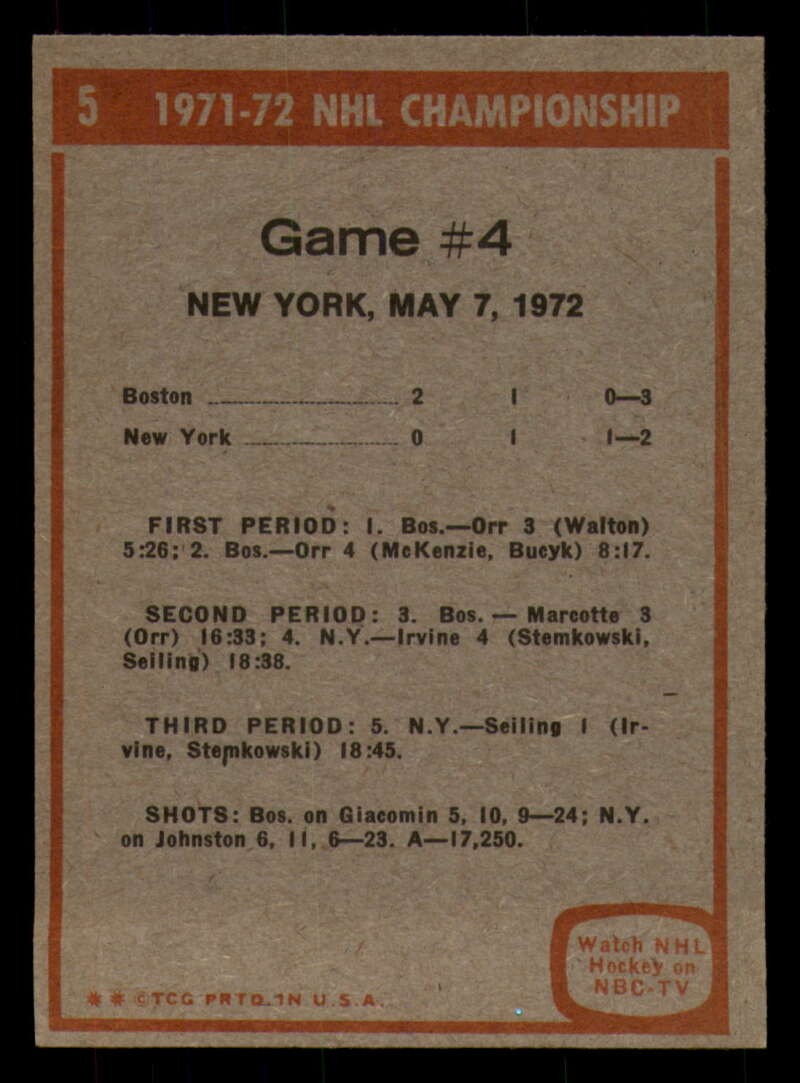 5 1971-72 NHL CHAMPIONSHIP
Game #4
NEW YORK, MAY 7, 1972
Boston 2 1 0—3
New York 0 1 1—2
FIRST PERIOD: 1. Bos.—Orr 3 (Walton)
5:26; 2. Bos.—Orr 4 (McKenzie, Bucyk) 8:17.
SECOND PERIOD: 3. Bos. — Marcotte 3
(Orr) 16:33; 4. N.Y.—Irvine 4 (Stemkowski,
Seiling) 18:38.
THIRD PERIOD: 5. N.Y.—Seiling 1 (Ir-
vine, Stemkowski) 18:45.
SHOTS: Bos. on Giacomin 5, 10, 9—24; N.Y.
on Johnston 6, 11, 6—23. A—17,250.
Watch NHL
Hockey on
NBC-TV
** © TCG PRTD. IN U.S.A.